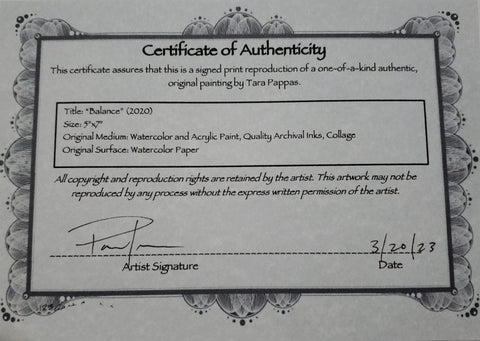 Certificate of Authenticity
This certificate assures that this is a signed print reproduction of a one-of-a-kind authentic,
original painting by Tara Pappas.
Title: "Balance" (2020)
Size: 5"x7"
Original Medium: Watercolor and Acrylic Paint, Quality Archival Inks, Collage
Original Surface: Watercolor Paper
All copyright and reproduction rights are retained by the artist. This artwork may not be
reproduced by any process without the express written permission of the artist.
3/20/23
Artist Signature Date